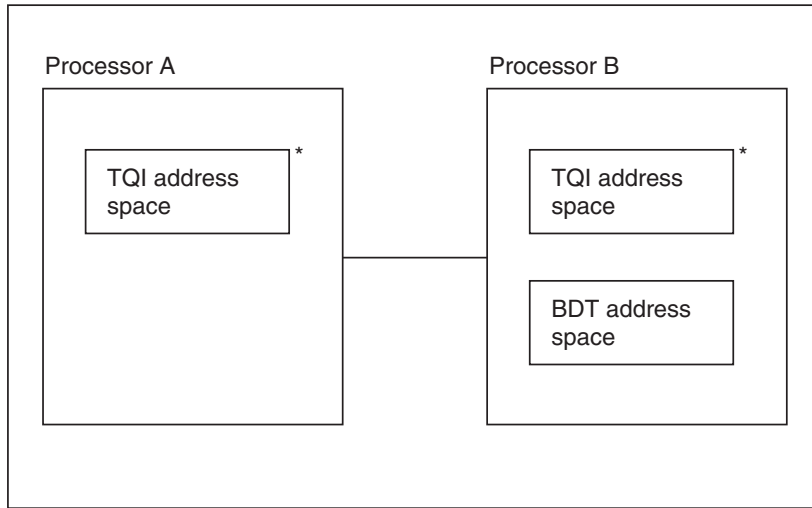 Processor A
Processor B
TQI address
space
*
TQI address
space
*
BDT address
space